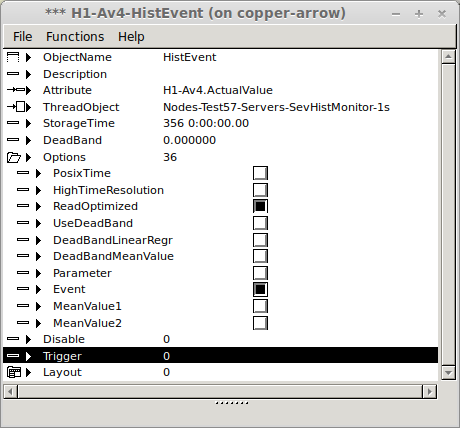 *** H1-Av4-HistEvent (on copper-arrow)
File Functions Help
ObjectName HistEvent
Description
Attribute H1-Av4.ActualValue
ThreadObject Nodes-Test57-Servers-SevHistMonitor-1s
StorageTime 356 0:00:00.00
DeadBand 0.000000
Options 36
PosixTime
HighTimeResolution
ReadOptimized
UseDeadBand
DeadBandLinearRegr
DeadBandMeanValue
Parameter
Event
MeanValue1
MeanValue2
Disable 0
Trigger 0
Layout 0